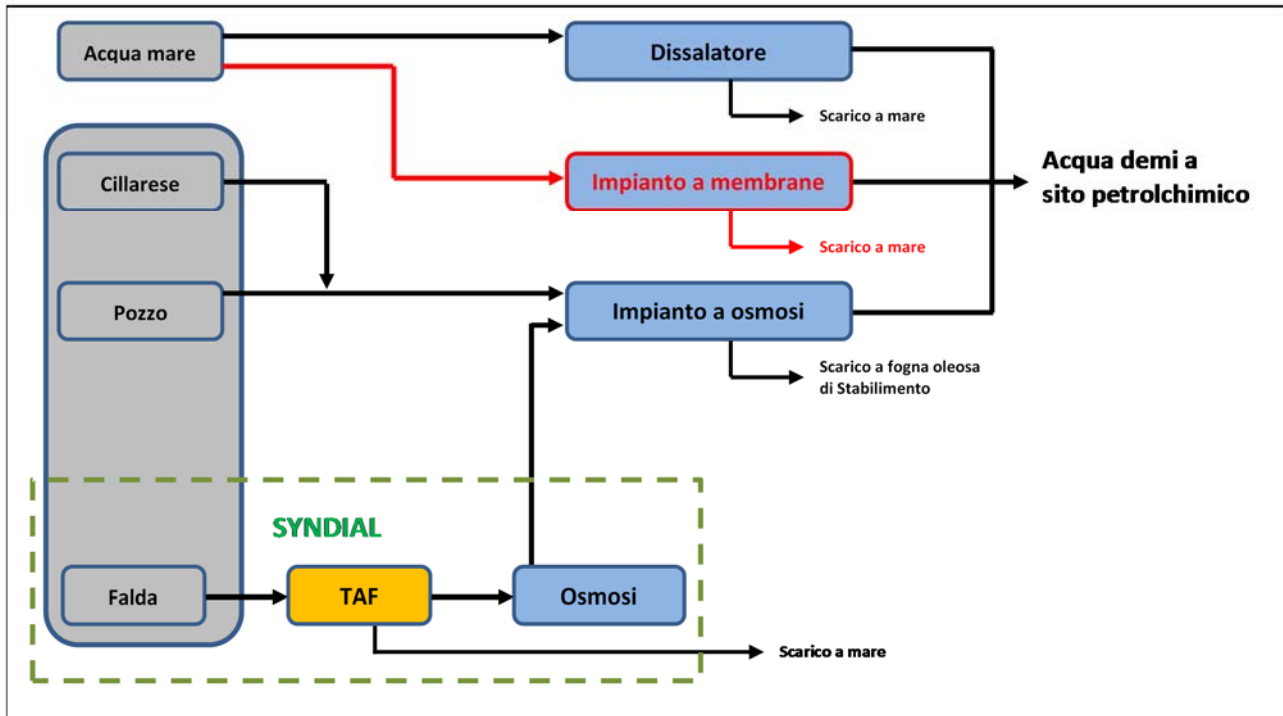 Acqua mare
Dissalatore
Scarico a mare
Cillarese
Impianto a membrane
Acqua demi a
sito petrolchimico
Scarico a mare
Pozzo
Impianto a osmosi
Scarico a fogna oleosa
di Stabilimento
SYNDIAL
Falda
TAF
Osmosi
Scarico a mare